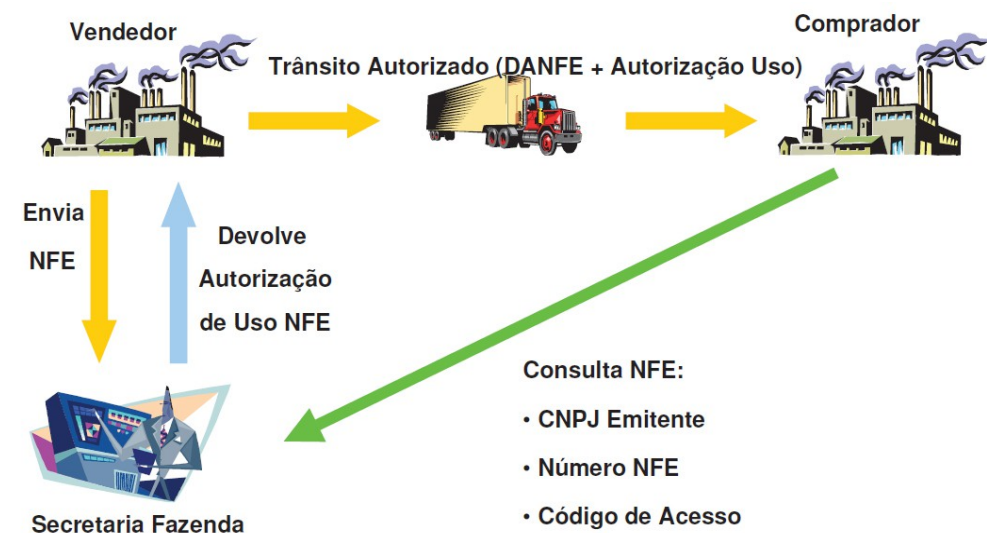 Vendedor
Comprador
Trânsito Autorizado (DANFE + Autorização Uso)
Envia
NFE
Devolve
Autorização
de Uso NFE
Consulta NFE:
• CNPJ Emitente
• Número NFE
• Código de Acesso
Secretaria Fazenda